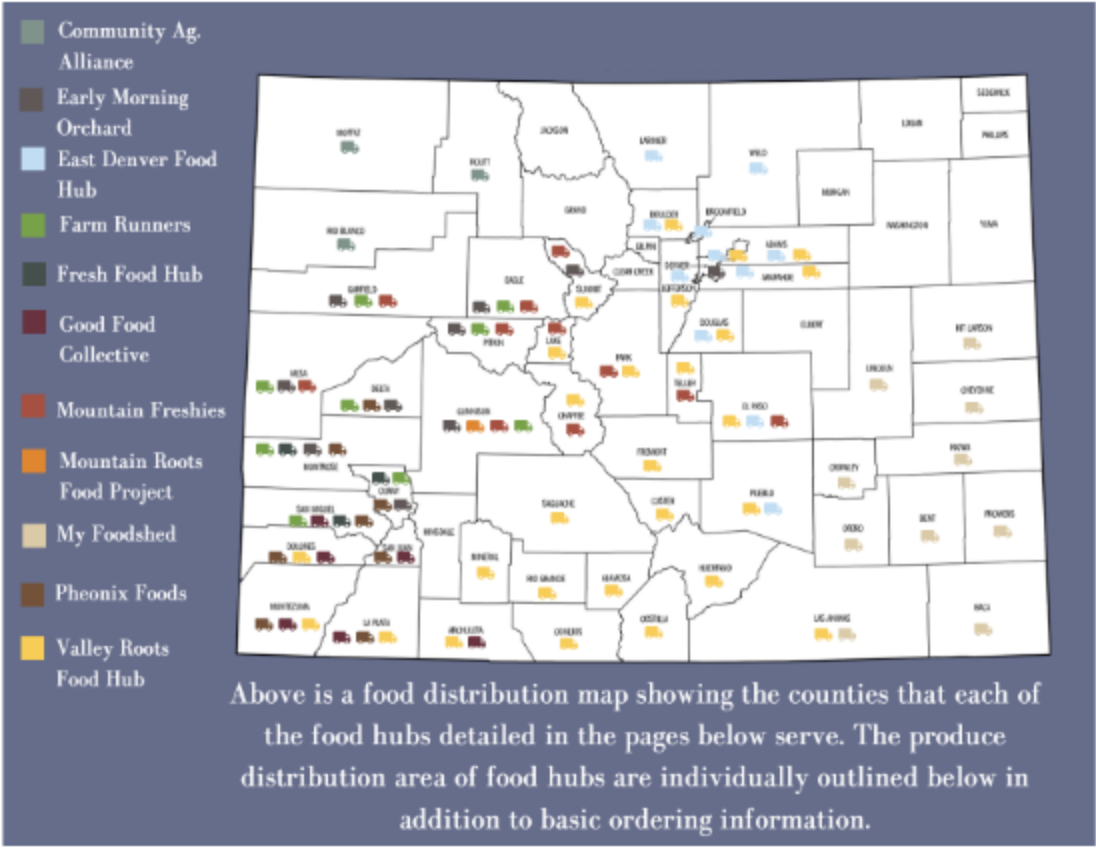 Community Ag.
Alliance
Early Morning
Orchard
East Denver Food
Hub
Farm Runners
Fresh Food Hub
Good Food
Collective
Mountain Freshies
Mountain Roots
Food Project
My Foodshed
Pheonix Foods
Valley Roots
Food Hub
MOFFAT
ROUTT
JACKSON
LARIMER
WELD
LOGAN
SEDGWICK
PHILLIPS
MORGAN
WASHINGTON
YUMA
RIO BLANCO
GRAND
BOULDER
BROOMFIELD
GILPIN
CLEAR CREEK
DENVER
ADAMS
ARAPAHOE
JEFFERSON
GARFIELD
EAGLE
SUMMIT
DOUGLAS
ELBERT
KIT CARSON
PITKIN
LAKE
PARK
TELLER
LINCOLN
CHEYENNE
MESA
DELTA
GUNNISON
CHAFFEE
EL PASO
MONTROSE
FREMONT
CROWLEY
KIOWA
OURAY
SAN MIGUEL
SAGUACHE
CUSTER
PUEBLO
OTERO
BENT
PROWERS
DOLORES
SAN JUAN
HINSDALE
MINERAL
RIO GRANDE
ALAMOSA
HUERFANO
MONTEZUMA
LA PLATA
ARCHULETA
CONEJOS
COSTILLA
LAS ANIMAS
BACA
Above is a food distribution map showing the counties that each of
the food hubs detailed in the pages below serve. The produce
distribution area of food hubs are individually outlined below in
addition to basic ordering information.